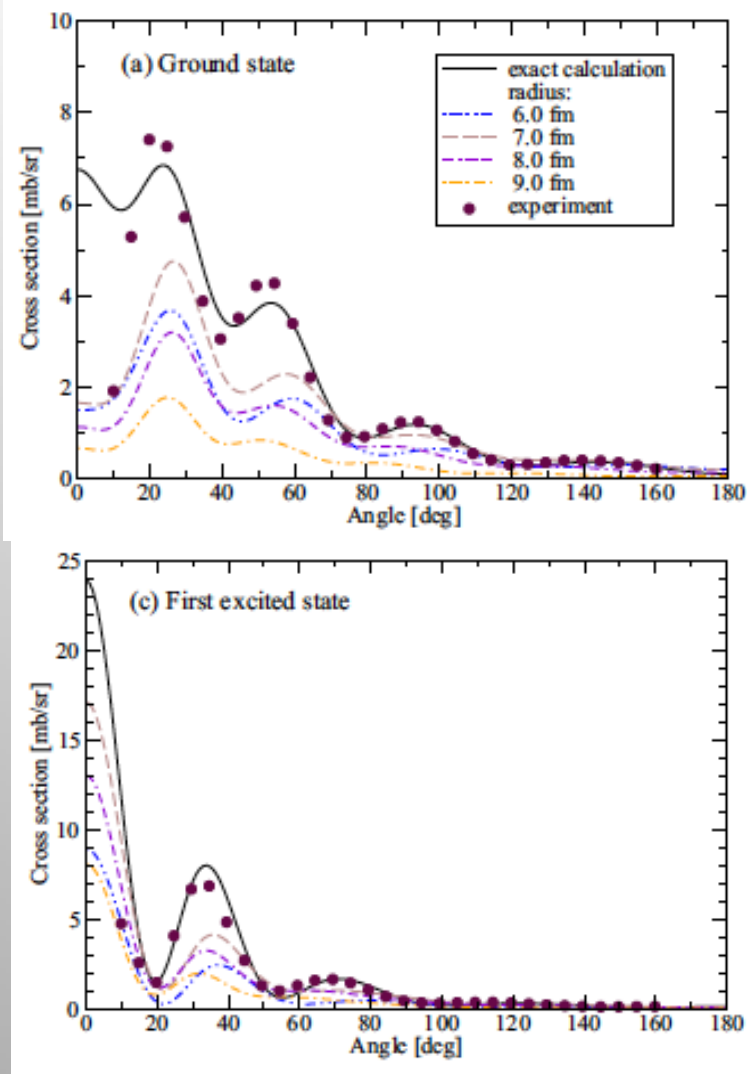 (a) Ground state
exact calculation
radius:
6.0 fm
7.0 fm
8.0 fm
9.0 fm
experiment
Cross section [mb/sr]
10
8
6
4
2
0
0 20 40 60 80 100 120 140 160 180
Angle [deg]
(c) First excited state
Cross section [mb/sr]
25
20
15
10
5
0
0 20 40 60 80 100 120 140 160 180
Angle [deg]